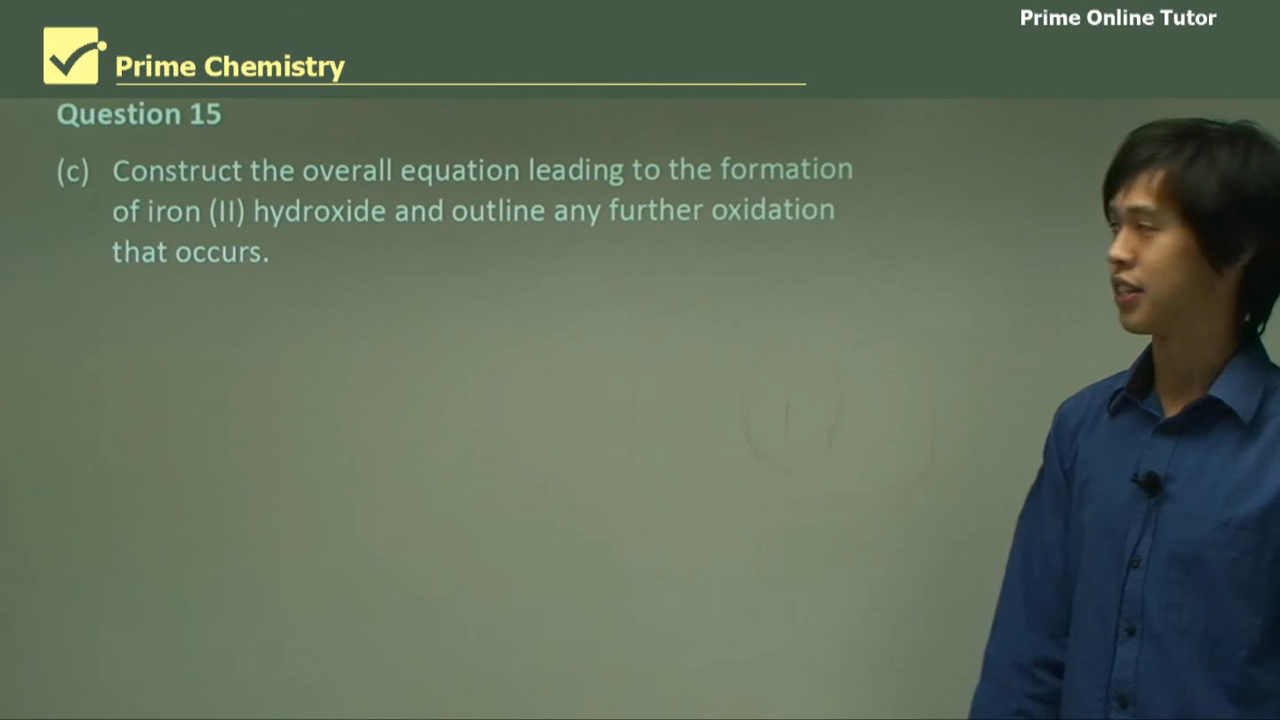 Prime Online Tutor
Prime Chemistry
Question 15
(c) Construct the overall equation leading to the formation
of iron (II) hydroxide and outline any further oxidation
that occurs.